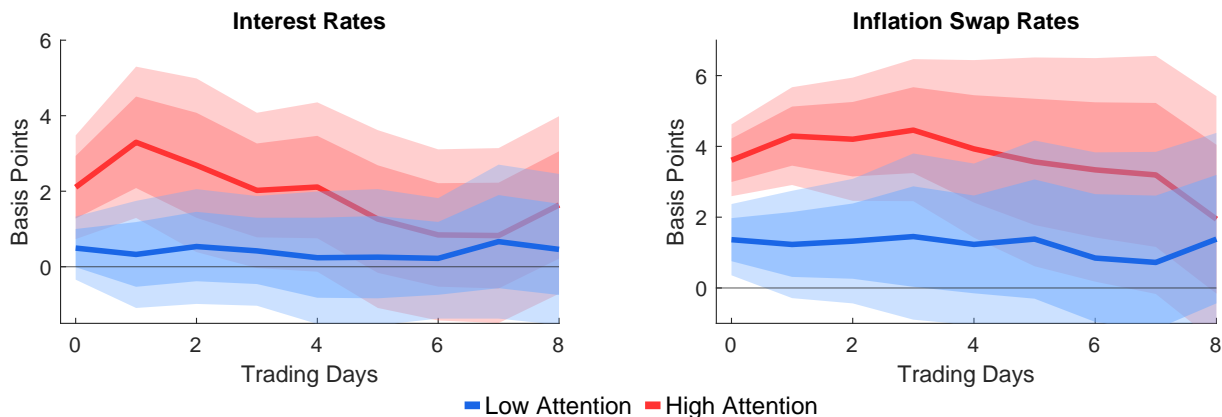 Interest Rates
Basis Points
6
4
2
0
0 2 4 6 8
Trading Days
Inflation Swap Rates
Basis Points
6
4
2
0
0 2 4 6 8
Trading Days
Low Attention High Attention